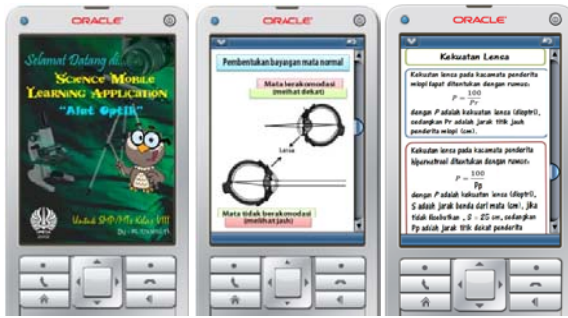 ORACLE
Selamat Datang di...
SCIENCE MOBILE
LEARNING APPLICATION
"Alat Optik"
Untuk SMP/MTs Kelas VIII
ORACLE
Pembentukan bayangan mata normal
Mata terakomodasi
(melihat dekat)
Lensa
Mata tidak berakomodasi
(melihat jauh)
ORACLE
Kekuatan Lensa
Kekuatan lensa pada kacamata penderita
miopi dapat ditentukan dengan rumus:
P = 100/Pr
dengan P adalah kekuatan lensa (dioptri),
sedangkan Pr adalah jarak titik jauh
penderita miopi (cm).
Kekuatan lensa pada kacamata penderita
hipermetropi ditentukan dengan rumus:
P = 100/Pp
dengan P adalah kekuatan lensa (dioptri),
S adalah jarak benda dari mata (cm), jika
tidak disebutkan , S = 25 cm, sedangkan
Pp adalah jarak titik dekat penderita